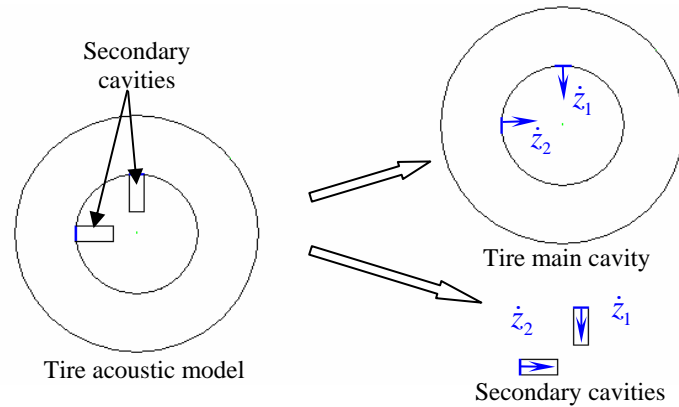 Secondary
cavities
Tire acoustic model
ż₁
ż₂
Tire main cavity
ż₂
ż₁
Secondary cavities